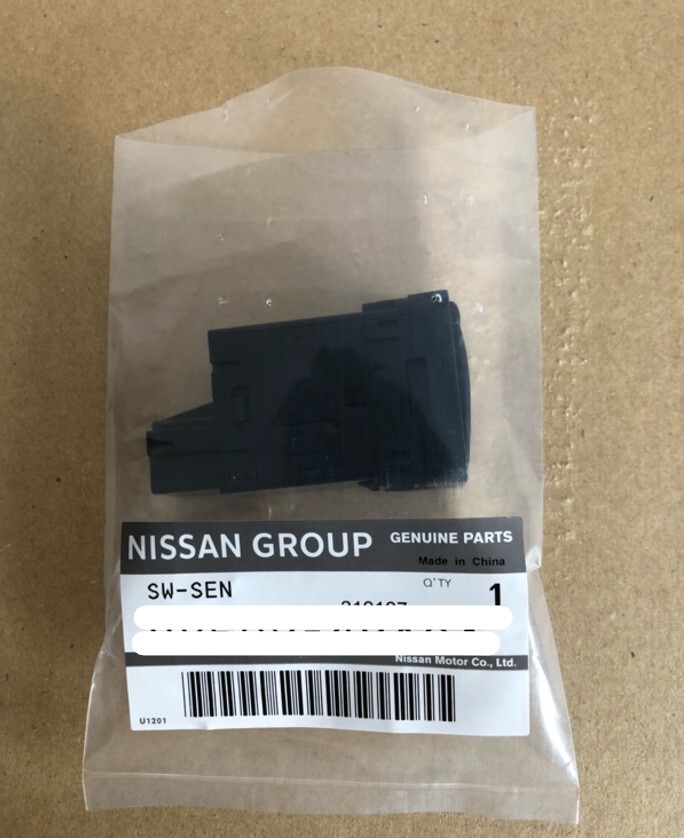 NISSAN GROUP GENUINE PARTS
Made in China
SW-SEN Q'TY 1
Nissan Motor Co., Ltd.
U1201